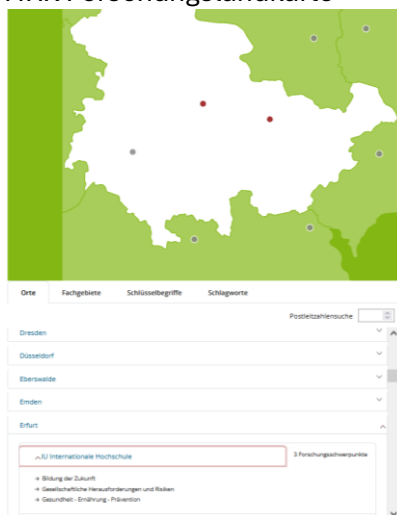 Orte Fachgebiete Schlüsselbegriffe Schlagworte
Postleitzahlensuche
Dresden
Düsseldorf
Eberswalde
Emden
Erfurt
IU Internationale Hochschule 3 Forschungsschwerpunkte
→ Bildung der Zukunft
→ Gesellschaftliche Herausforderungen und Risiken
→ Gesundheit - Ernährung - Prävention